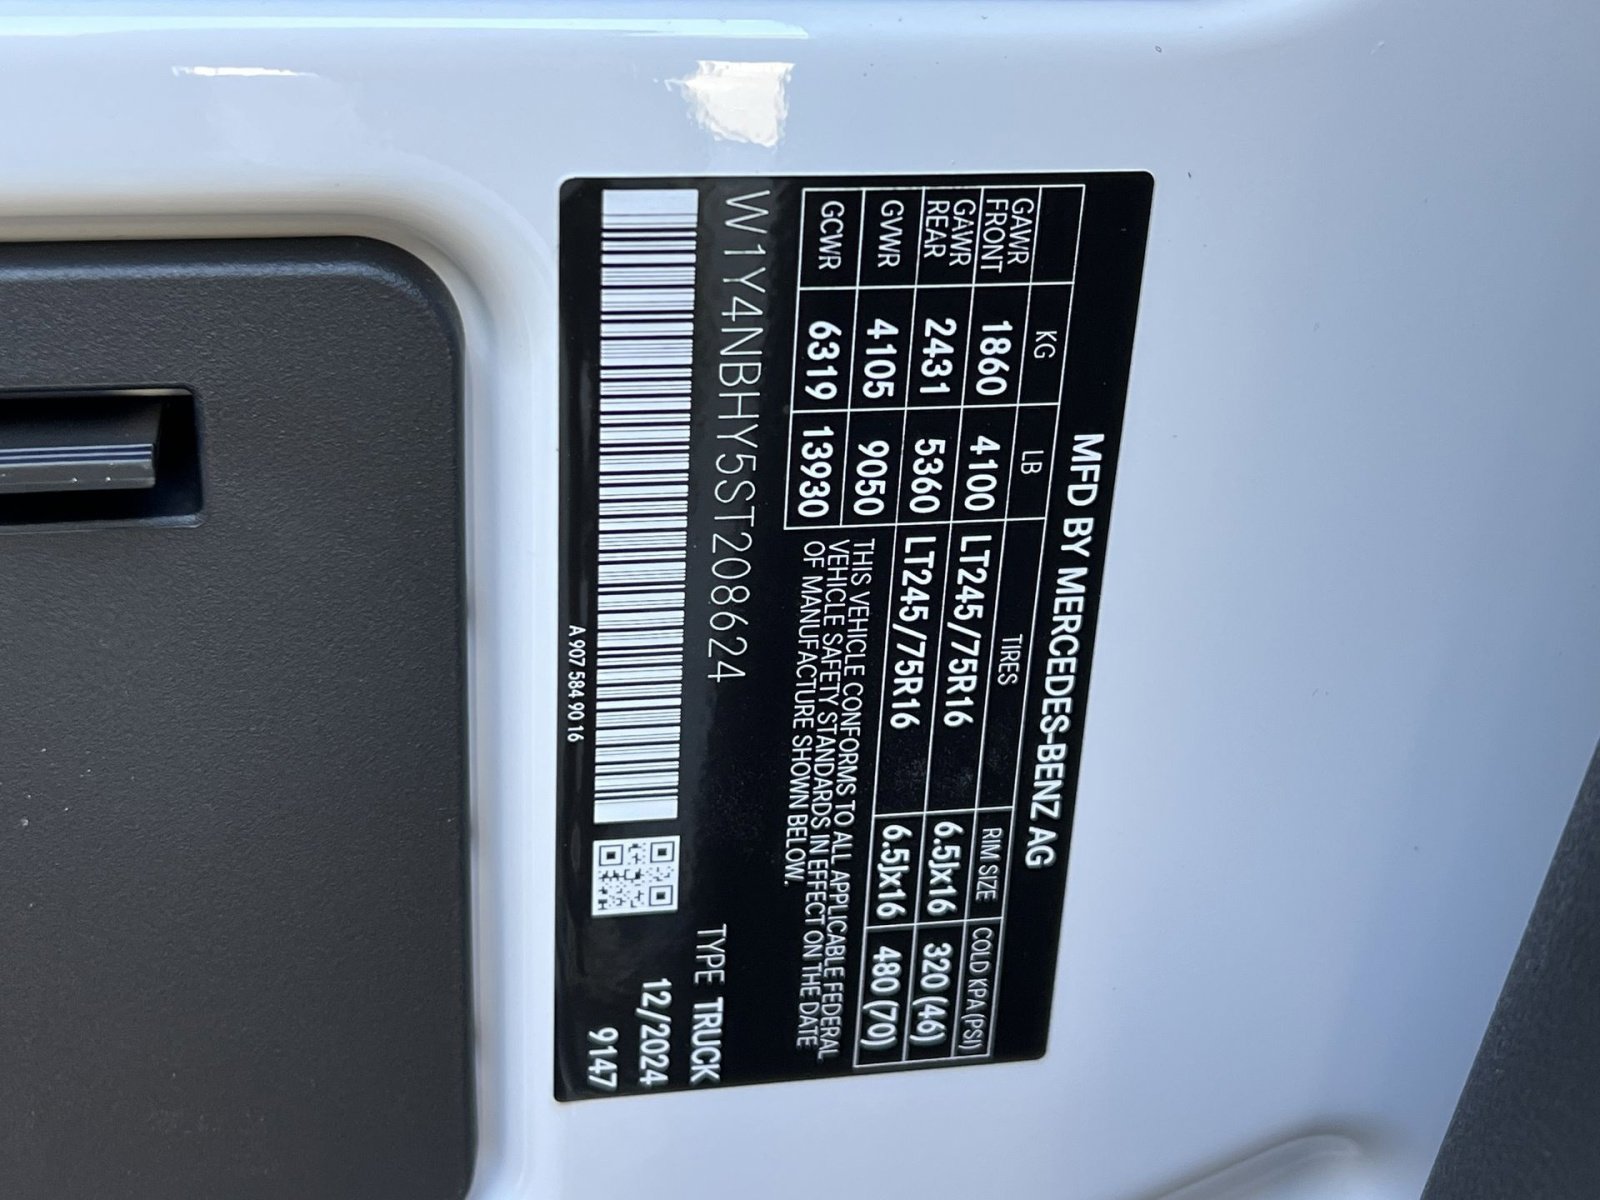 MFD BY MERCEDES-BENZ AG
KG LB TIRES RIM SIZE COLD KPA (PSI)
GAWR FRONT 1860 4100 LT245/75R16 6.5Jx16 320 (46)
GAWR REAR 2431 5360 LT245/75R16 6.5Jx16 480 (70)
GVWR 4105 9050
GCWR 6319 13930
THIS VEHICLE CONFORMS TO ALL APPLICABLE FEDERAL
VEHICLE SAFETY STANDARDS IN EFFECT ON THE DATE
OF MANUFACTURE SHOWN BELOW.
W1Y4NBHY5ST208624
TYPE TRUCK
12/2024
9147
A 907 584 90 16